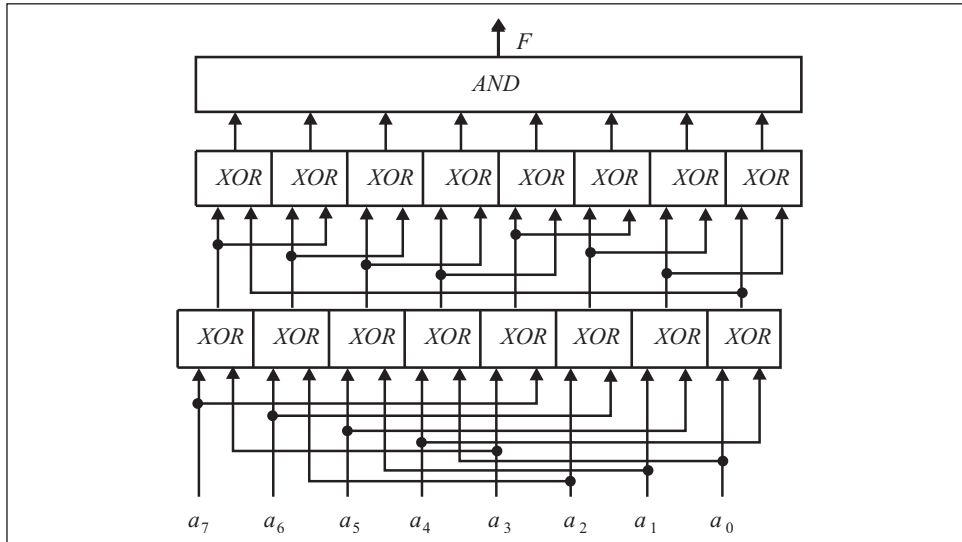 F
AND
XOR XOR XOR XOR XOR XOR XOR XOR
XOR XOR XOR XOR XOR XOR XOR XOR
a₇ a₆ a₅ a₄ a₃ a₂ a₁ a₀